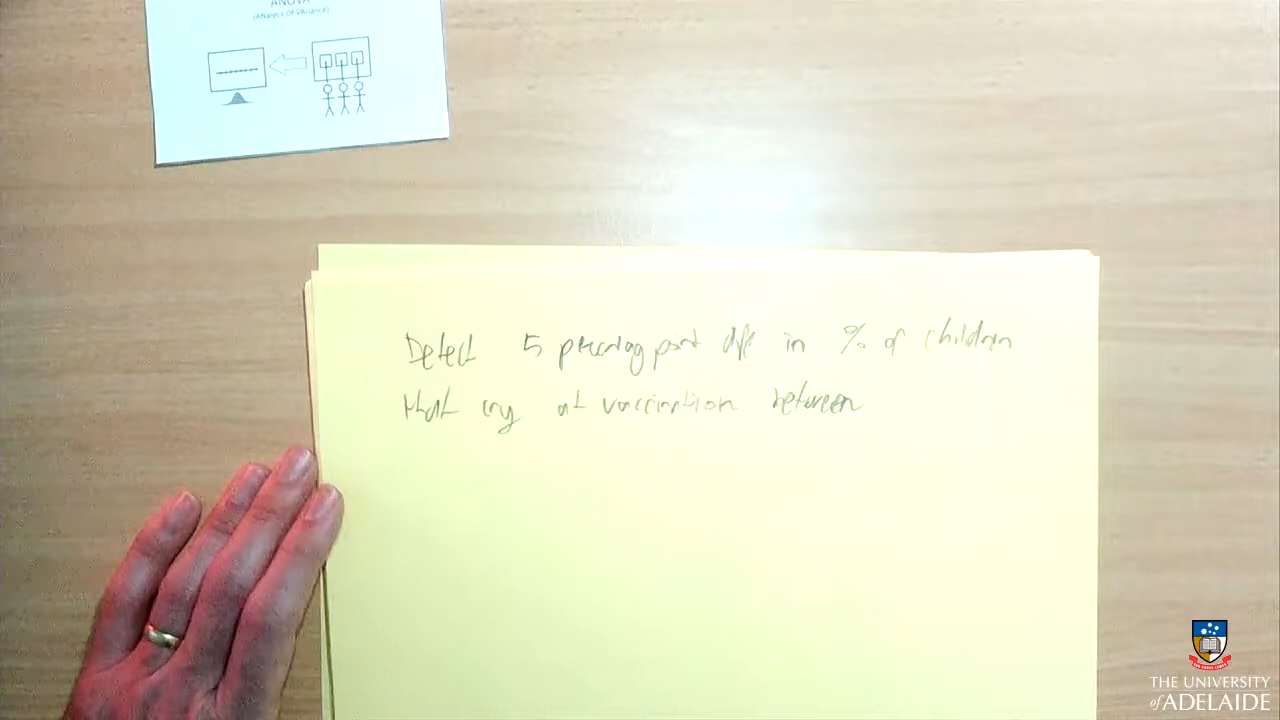 ANOVA
(ANalysis Of VAriance)
Detect 5 percentag point diff in % of children
that cry at vaccination between
THE UNIVERSITY
of ADELAIDE